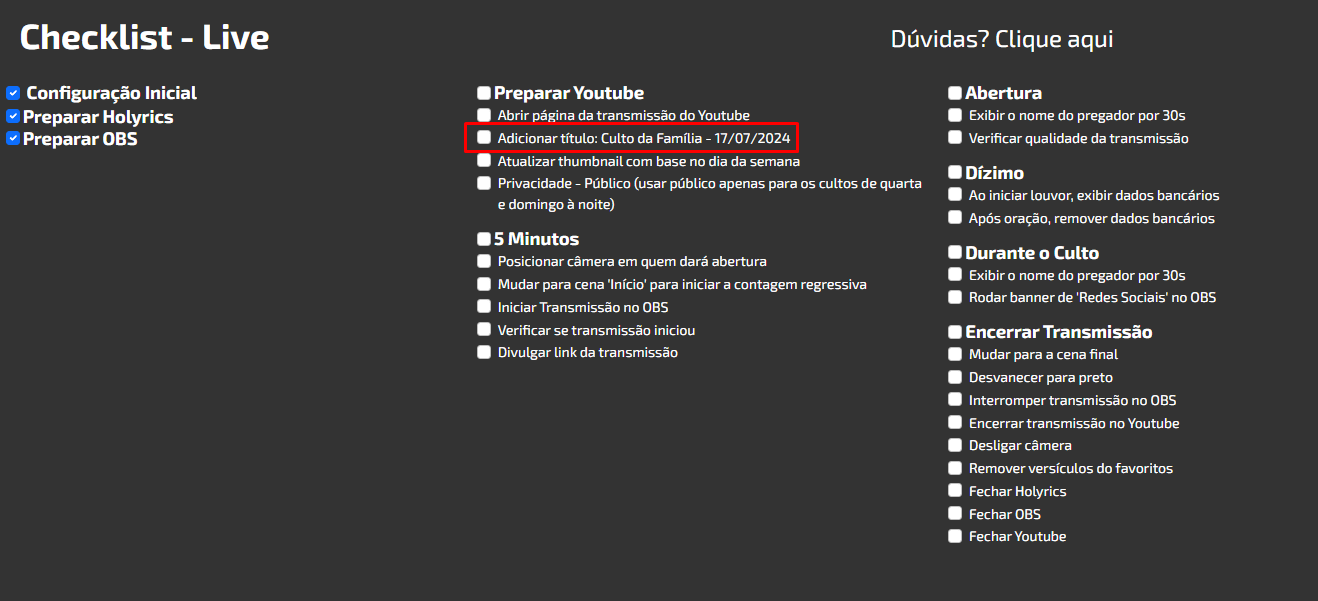 Checklist - Live
Dúvidas? Clique aqui
Configuração Inicial
Preparar Holyrics
Preparar OBS
Preparar Youtube
Abrir página da transmissão do Youtube
Adicionar título: Culto da Família - 17/07/2024
Atualizar thumbnail com base no dia da semana
Privacidade - Público (usar público apenas para os cultos de quarta
e domingo à noite)
5 Minutos
Posicionar câmera em quem dará abertura
Mudar para cena 'Início' para iniciar a contagem regressiva
Iniciar Transmissão no OBS
Verificar se transmissão iniciou
Divulgar link da transmissão
Abertura
Exibir o nome do pregador por 30s
Verificar qualidade da transmissão
Dízimo
Ao iniciar louvor, exibir dados bancários
Após oração, remover dados bancários
Durante o Culto
Exibir o nome do pregador por 30s
Rodar banner de 'Redes Sociais' no OBS
Encerrar Transmissão
Mudar para a cena final
Desvanecer para preto
Interromper transmissão no OBS
Encerrar transmissão no Youtube
Desligar câmera
Remover versículos do favoritos
Fechar Holyrics
Fechar OBS
Fechar Youtube